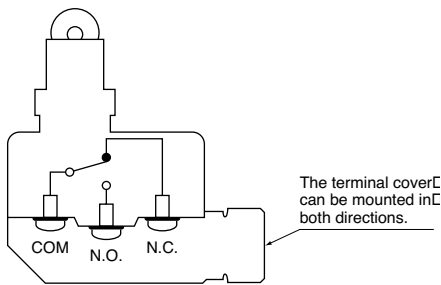 The terminal cover□
can be mounted in□
both directions.
COM
N.O.
N.C.